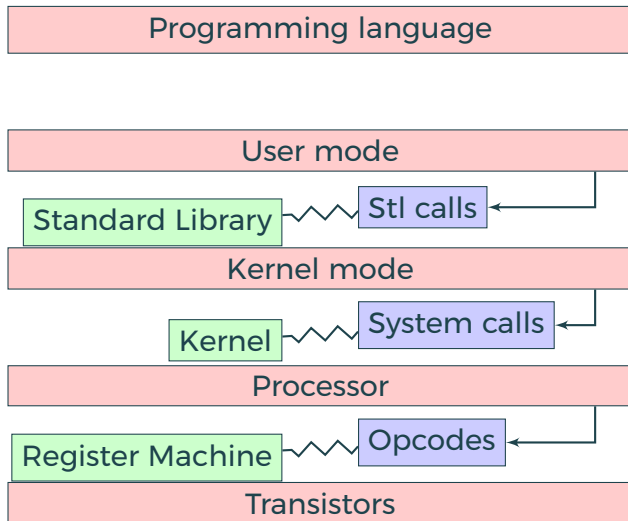 Programming language
User mode
Stl calls
Standard Library
Kernel mode
System calls
Kernel
Processor
Opcodes
Register Machine
Transistors